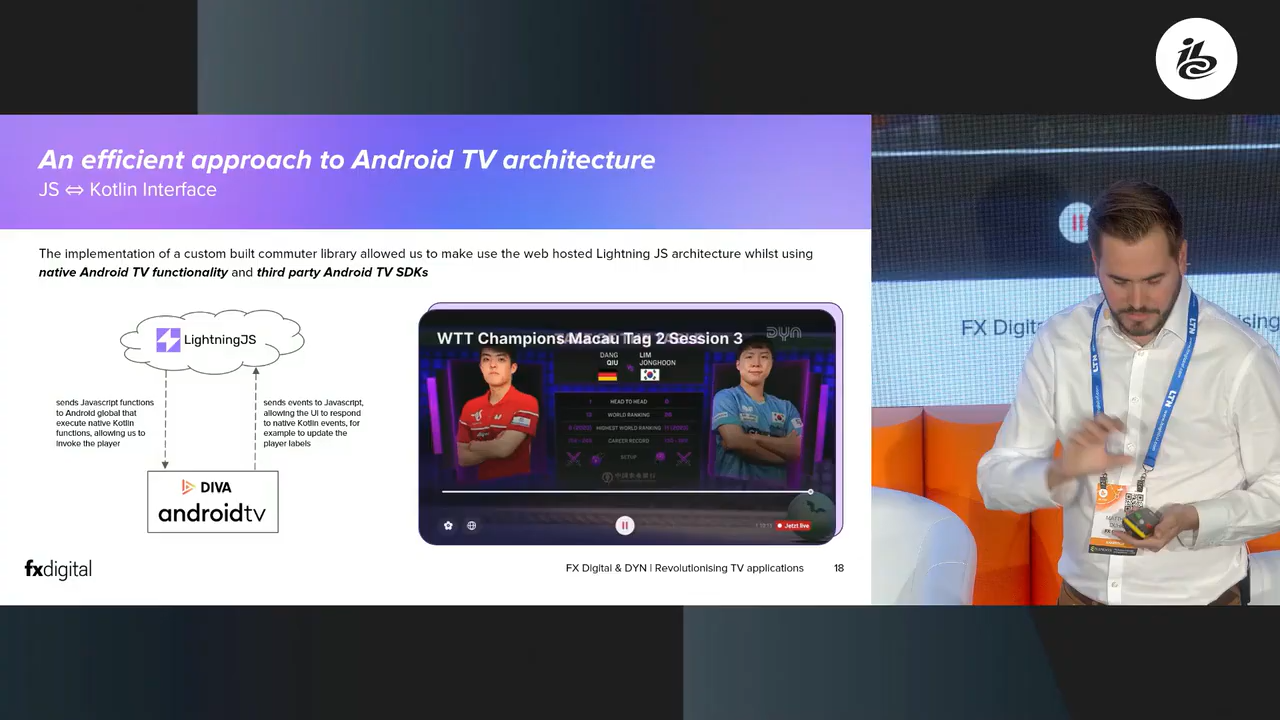 ibc
An efficient approach to Android TV architecture
JS ⇔ Kotlin Interface
The implementation of a custom built commuter library allowed us to make use the web hosted Lightning JS architecture whilst using
native Android TV functionality and third party Android TV SDKs
LightningJS
sends Javascript functions
to Android global that
execute native Kotlin
functions, allowing us to
invoke the player
sends events to Javascript,
allowing the UI to respond
to native Kotlin events, for
example to update the
player labels
DIVA
androidtv
WTT Champions Macau Tag 2 Session 3
DYN
DANG
QIU
LIM
JONGHOON
1 HEAD TO HEAD 0
WORLD RANKING
HIGHEST WORLD RANKING
CAREER RECORD
SETUP
Jetzt live
fxdigital
FX Digital & DYN | Revolutionising TV applications
18
FX Digit
ising
LTN
LTN